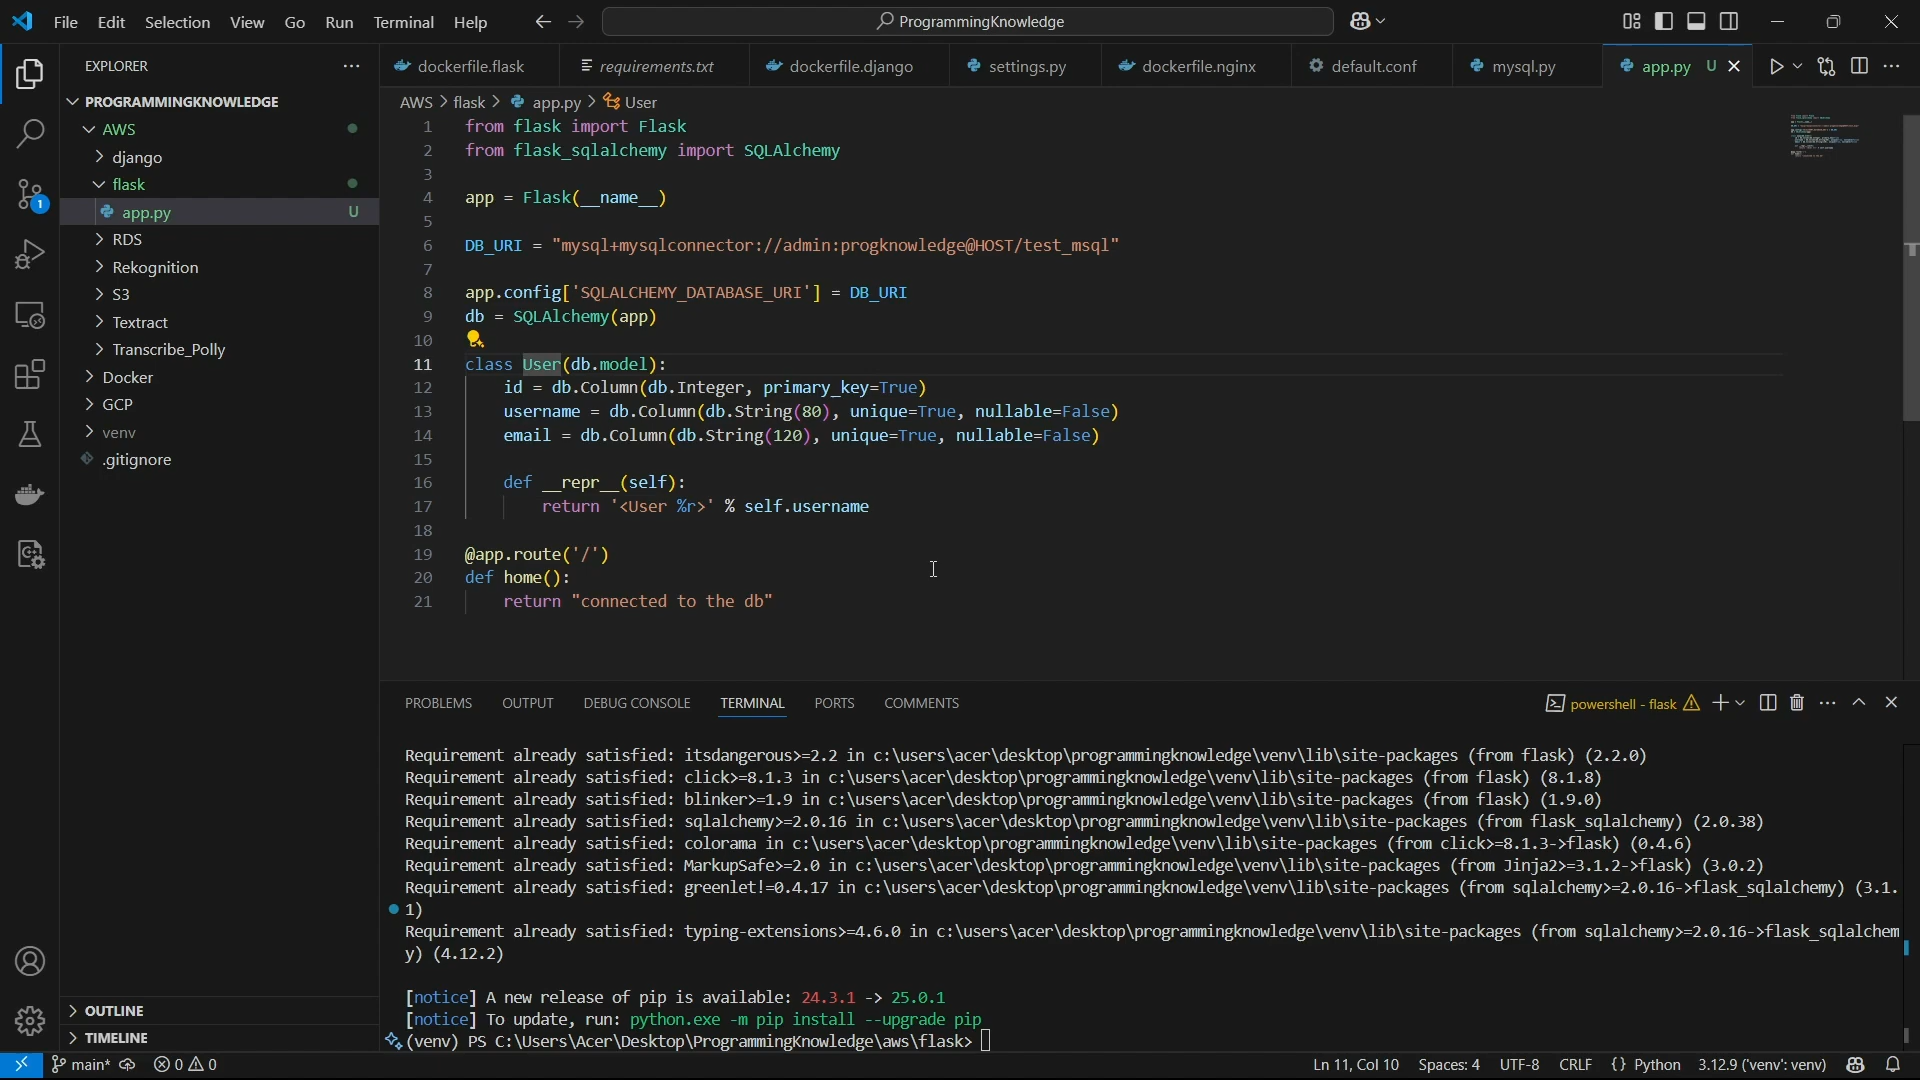 File Edit Selection View Go Run Terminal Help
ProgrammingKnowledge
EXPLORER
PROGRAMMINGKNOWLEDGE
AWS
django
flask
app.py U
RDS
Rekognition
S3
Textract
Transcribe_Polly
Docker
GCP
venv
.gitignore
OUTLINE
TIMELINE
1
dockerfile.flask
requirements.txt
dockerfile.django
settings.py
dockerfile.nginx
default.conf
mysql.py
app.py U
AWS > flask > app.py > User
1 from flask import Flask
2 from flask_sqlalchemy import SQLAlchemy
3
4 app = Flask(__name__)
5
6 DB_URI = "mysql+mysqlconnector://admin:progknowledge@HOST/test_msql"
7
8 app.config['SQLALCHEMY_DATABASE_URI'] = DB_URI
9 db = SQLAlchemy(app)
10
11 class User(db.model):
12 id = db.Column(db.Integer, primary_key=True)
13 username = db.Column(db.String(80), unique=True, nullable=False)
14 email = db.Column(db.String(120), unique=True, nullable=False)
15
16 def __repr__(self):
17 return '<User %r>' % self.username
18
19 @app.route('/')
20 def home():
21 return "connected to the db"
PROBLEMS OUTPUT DEBUG CONSOLE TERMINAL PORTS COMMENTS
powershell - flask
Requirement already satisfied: itsdangerous>=2.2 in c:\users\acer\desktop\programmingknowledge\venv\lib\site-packages (from flask) (2.2.0)
Requirement already satisfied: click>=8.1.3 in c:\users\acer\desktop\programmingknowledge\venv\lib\site-packages (from flask) (8.1.8)
Requirement already satisfied: blinker>=1.9 in c:\users\acer\desktop\programmingknowledge\venv\lib\site-packages (from flask) (1.9.0)
Requirement already satisfied: sqlalchemy>=2.0.16 in c:\users\acer\desktop\programmingknowledge\venv\lib\site-packages (from flask_sqlalchemy) (2.0.38)
Requirement already satisfied: colorama in c:\users\acer\desktop\programmingknowledge\venv\lib\site-packages (from click>=8.1.3->flask) (0.4.6)
Requirement already satisfied: MarkupSafe>=2.0 in c:\users\acer\desktop\programmingknowledge\venv\lib\site-packages (from Jinja2>=3.1.2->flask) (3.0.2)
Requirement already satisfied: greenlet!=0.4.17 in c:\users\acer\desktop\programmingknowledge\venv\lib\site-packages (from sqlalchemy>=2.0.16->flask_sqlalchemy) (3.1.
1)
Requirement already satisfied: typing-extensions>=4.6.0 in c:\users\acer\desktop\programmingknowledge\venv\lib\site-packages (from sqlalchemy>=2.0.16->flask_sqlalchem
y) (4.12.2)
[notice] A new release of pip is available: 24.3.1 -> 25.0.1
[notice] To update, run: python.exe -m pip install --upgrade pip
(venv) PS C:\Users\Acer\Desktop\ProgrammingKnowledge\aws\flask>
main* 0 0
Ln 11, Col 10 Spaces: 4 UTF-8 CRLF {} Python 3.12.9 ('venv': venv)